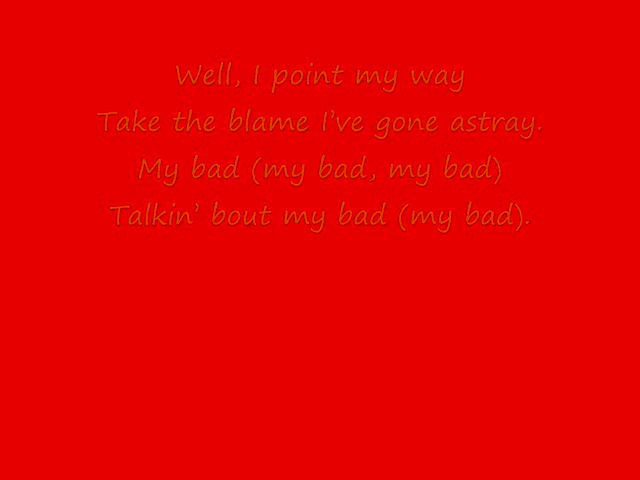 Well, I point my way
Take the blame I've gone astray.
My bad (my bad, my bad)
Talkin' bout my bad (my bad).